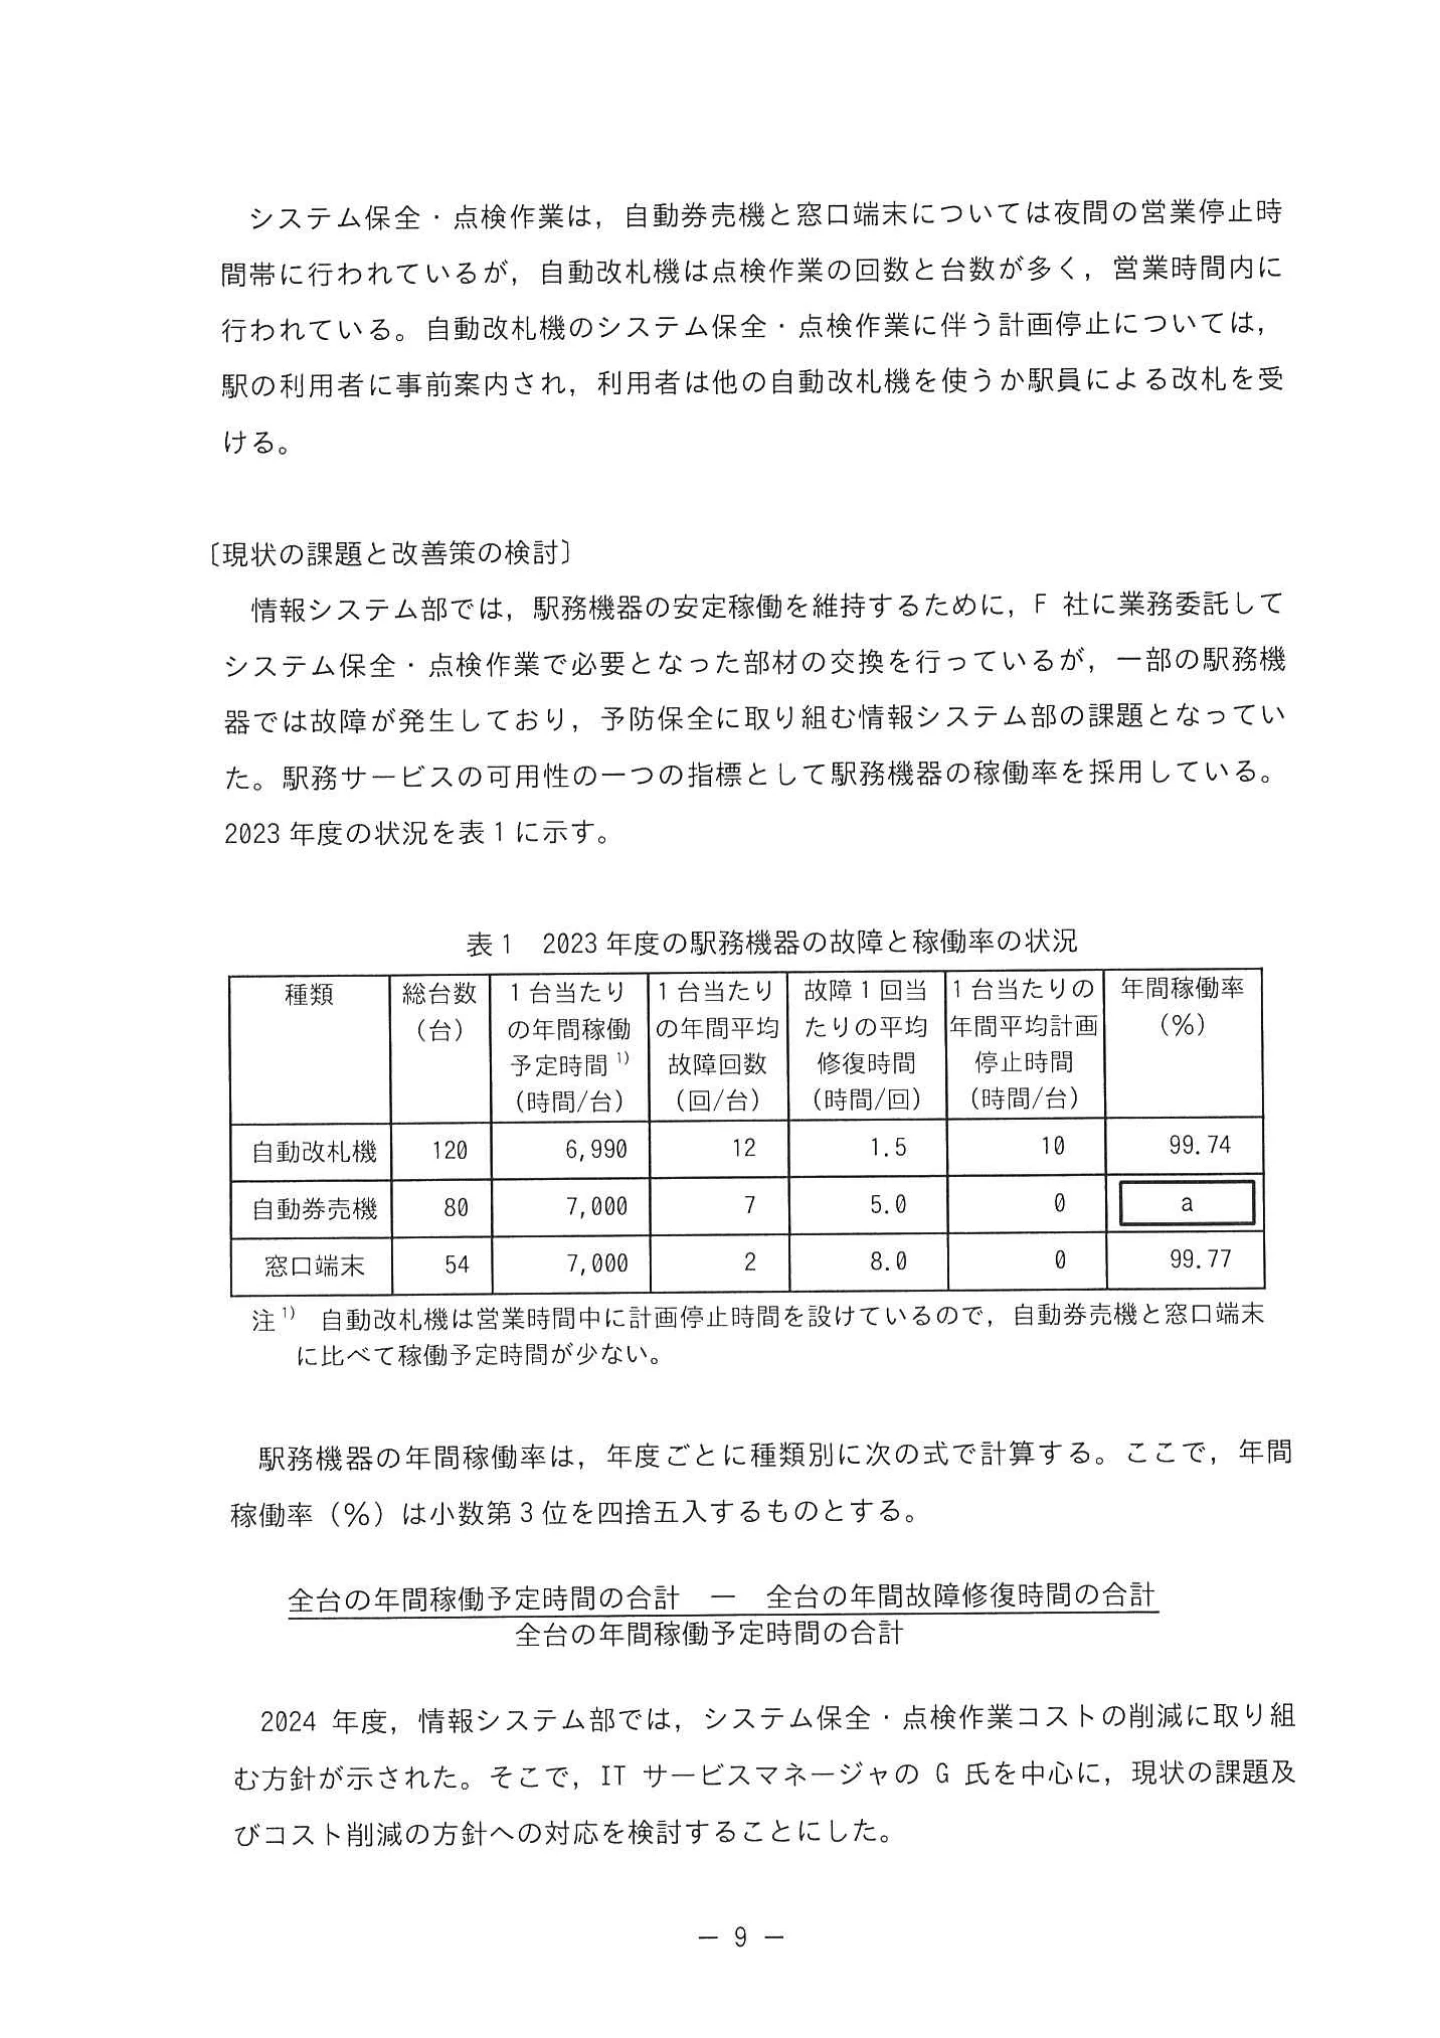 システム保全・点検作業は，自動券売機と窓口端末については夜間の営業停止時
間帯に行われているが，自動改札機は点検作業の回数と台数が多く，営業時間内に
行われている。自動改札機のシステム保全・点検作業に伴う計画停止については，
駅の利用者に事前案内され，利用者は他の自動改札機を使うか駅員による改札を受
ける。
〔現状の課題と改善策の検討〕
情報システム部では，駅務機器の安定稼働を維持するために，F 社に業務委託して
システム保全・点検作業で必要となった部材の交換を行っているが，一部の駅務機
器では故障が発生しており，予防保全に取り組む情報システム部の課題となってい
た。駅務サービスの可用性の一つの指標として駅務機器の稼働率を採用している。
2023 年度の状況を表 1 に示す。
表 1　2023 年度の駅務機器の故障と稼働率の状況
種類
総台数
（台）
1 台当たり
の年間稼働
予定時間 1)
（時間/台）
1 台当たり
の年間平均
故障回数
（回/台）
故障 1 回当
たりの平均
修復時間
（時間/回）
1 台当たりの
年間平均計画
停止時間
（時間/台）
年間稼働率
（%）
自動改札機 120 6,990 12 1.5 10 99.74
自動券売機 80 7,000 7 5.0 0 a
窓口端末 54 7,000 2 8.0 0 99.77
注 1)　自動改札機は営業時間中に計画停止時間を設けているので，自動券売機と窓口端末
に比べて稼働予定時間が少ない。
駅務機器の年間稼働率は，年度ごとに種類別に次の式で計算する。ここで，年間
稼働率（%）は小数第 3 位を四捨五入するものとする。
全台の年間稼働予定時間の合計　－　全台の年間故障修復時間の合計
全台の年間稼働予定時間の合計
2024 年度，情報システム部では，システム保全・点検作業コストの削減に取り組
む方針が示された。そこで，IT サービスマネージャの G 氏を中心に，現状の課題及
びコスト削減の方針への対応を検討することにした。
－ 9 －